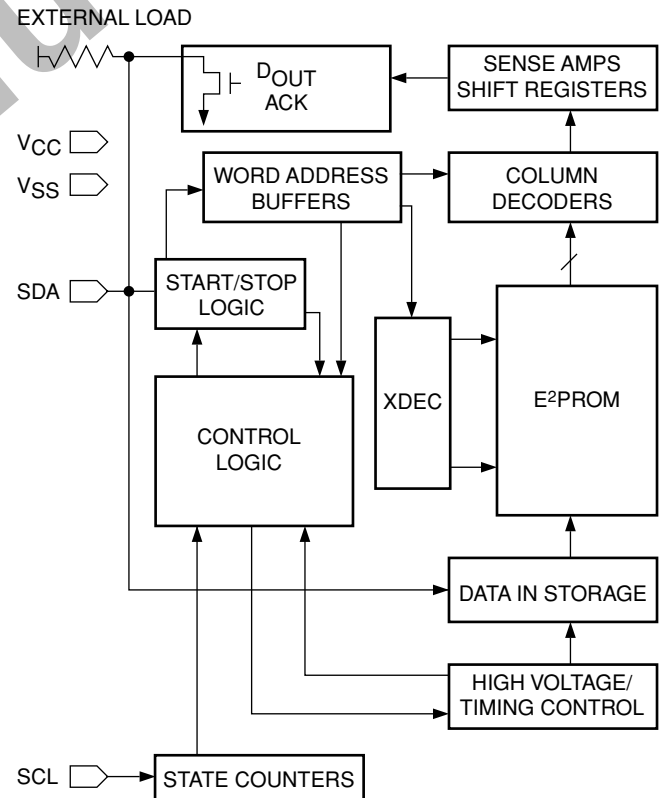 EXTERNAL LOAD
DOUT
ACK
SENSE AMPS
SHIFT REGISTERS
VCC
VSS
WORD ADDRESS
BUFFERS
COLUMN
DECODERS
SDA
START/STOP
LOGIC
XDEC
E²PROM
CONTROL
LOGIC
DATA IN STORAGE
HIGH VOLTAGE/
TIMING CONTROL
SCL
STATE COUNTERS